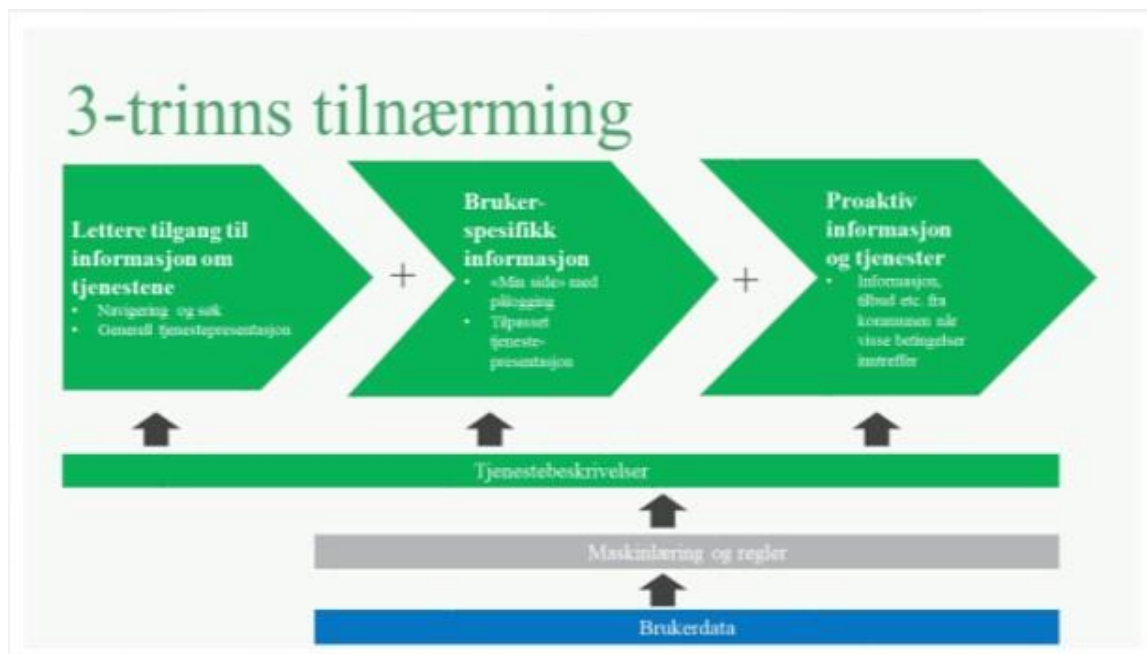 3-trinns tilnærming
Lettere tilgang til
informasjon om
tjenestene
• Navigering og søk
• Generell tjenestepresentasjon
+
Bruker-
spesifikk
informasjon
• «Min side» med
pålogging
• Tilpasset
tjeneste-
presentasjon
+
Proaktiv
informasjon
og tjenester
• Informasjon,
tilbud etc. fra
kommunen når
visse betingelser
inntreffer
Tjenestebeskrivelser
Maskinlæring og regler
Brukerdata